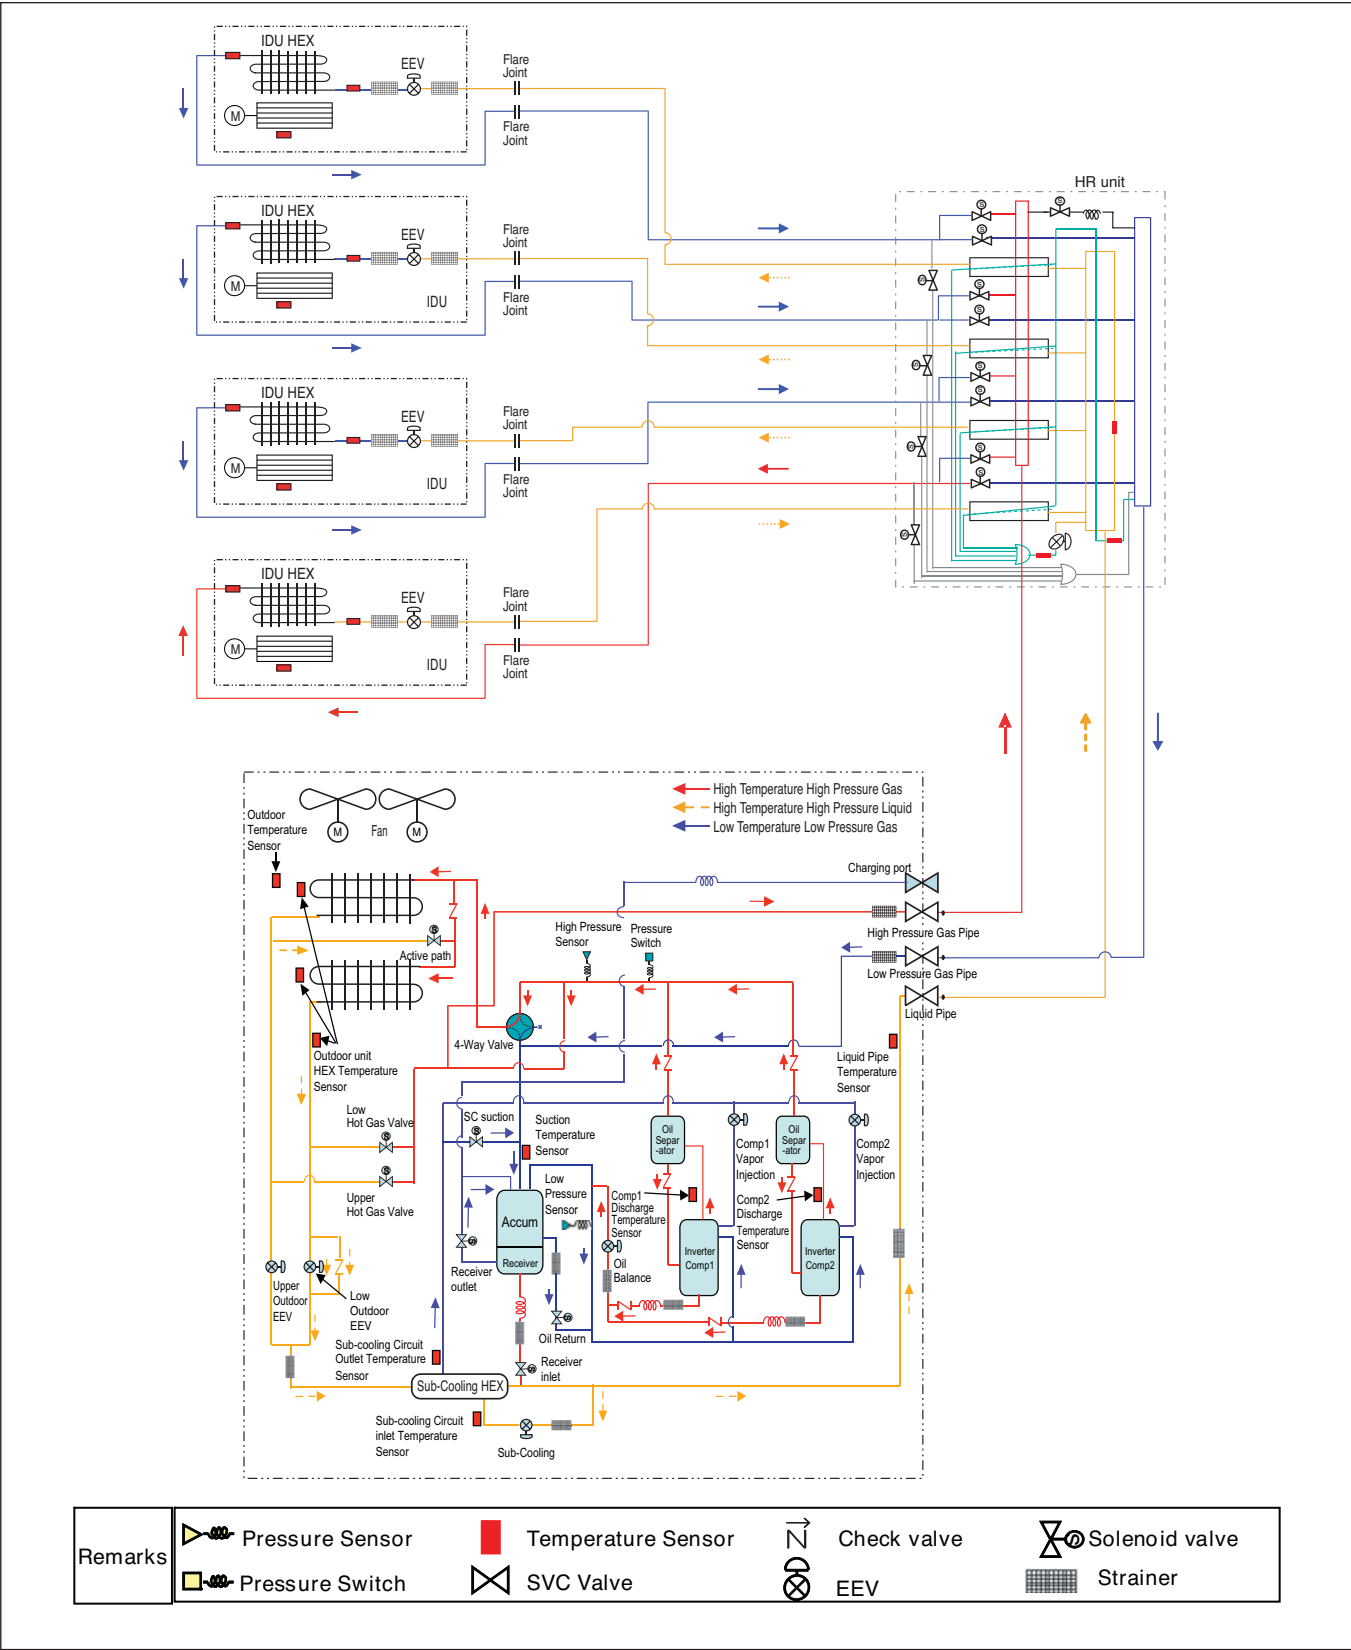 IDU HEX
EEV
Flare
Joint
M
Flare
Joint
HR unit
S
S
IDU HEX
EEV
Flare
Joint
M
IDU
Flare
Joint
S
S
S
IDU HEX
EEV
Flare
Joint
M
IDU
Flare
Joint
S
S
S
S
S
S
S
IDU HEX
EEV
Flare
Joint
M
IDU
Flare
Joint
High Temperature High Pressure Gas
High Temperature High Pressure Liquid
Low Temperature Low Pressure Gas
Outdoor
Temperature
Sensor
M
Fan
M
Charging port
High Pressure
Sensor
Pressure
Switch
High Pressure Gas Pipe
S
Active path
Low Pressure Gas Pipe
Liquid Pipe
4-Way Valve
Outdoor unit
HEX Temperature
Sensor
Liquid Pipe
Temperature
Sensor
Low
Hot Gas Valve
S
SC suction
S
Suction
Temperature
Sensor
Oil
Separ
-ator
Comp1
Vapor
Injection
Oil
Separ
-ator
Comp2
Vapor
Injection
S
Upper
Hot Gas Valve
Low
Pressure
Sensor
Comp1
Discharge
Temperature
Sensor
Comp2
Discharge
Temperature
Sensor
Accum
Receiver
S
Receiver
outlet
Oil
Balance
Inverter
Comp1
Inverter
Comp2
Upper
Outdoor
EEV
Low
Outdoor
EEV
S
Oil Return
Sub-cooling Circuit
Outlet Temperature
Sensor
S
Receiver
inlet
Sub-Cooling HEX
Sub-cooling Circuit
inlet Temperature
Sensor
Sub-Cooling
Remarks
Pressure Sensor
Temperature Sensor
Check valve
Solenoid valve
Pressure Switch
SVC Valve
EEV
Strainer